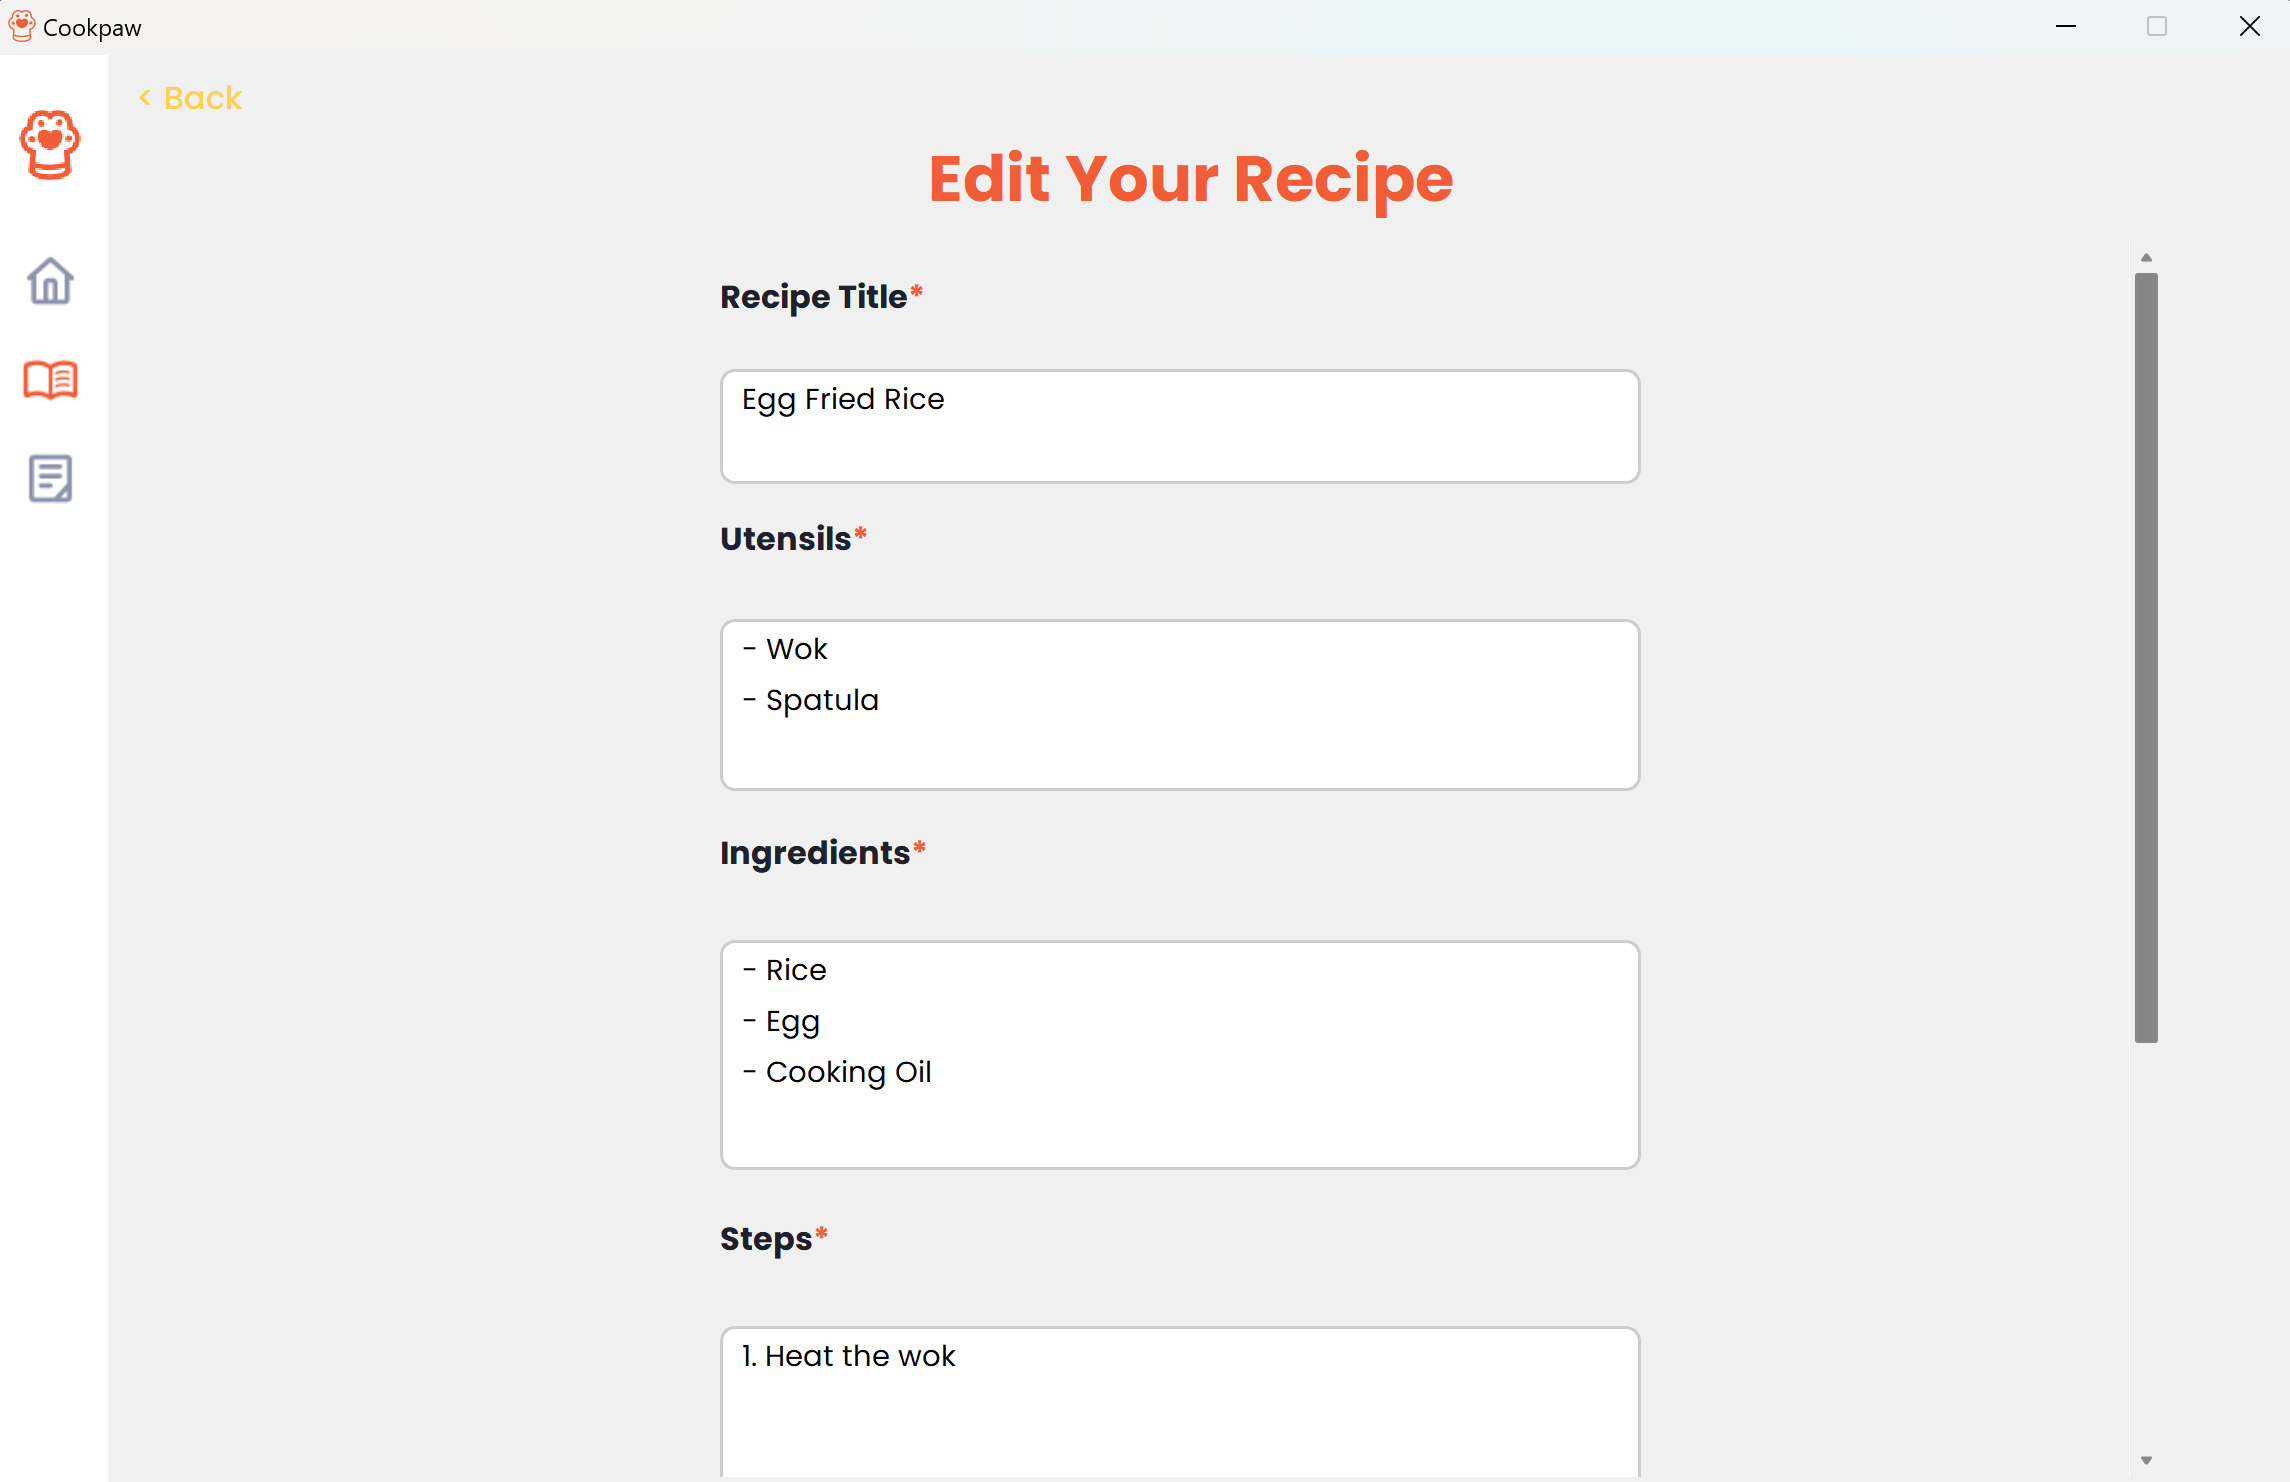 Cookpaw
< Back
Edit Your Recipe
Recipe Title*
Egg Fried Rice
Utensils*
- Wok
- Spatula
Ingredients*
- Rice
- Egg
- Cooking Oil
Steps*
1. Heat the wok